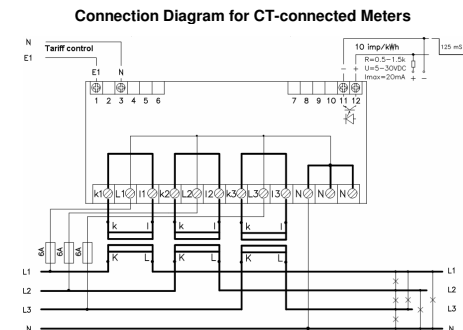 Connection Diagram for CT-connected Meters
N
Tariff control
E1
E1 N
1 2 3 4 5 6
10 imp/kWh
125 mS
R=0.5-1.5k
U=5-30VDC
Imax=20mA
- +
+ -
7 8 9 10 11 12
k1 L1 l1 k2 L2 l2 k3 L3 l3 N N N
6A 6A 6A
k l k l k l
K L K L K L
L1 L1
L2 L2
L3 L3
N N